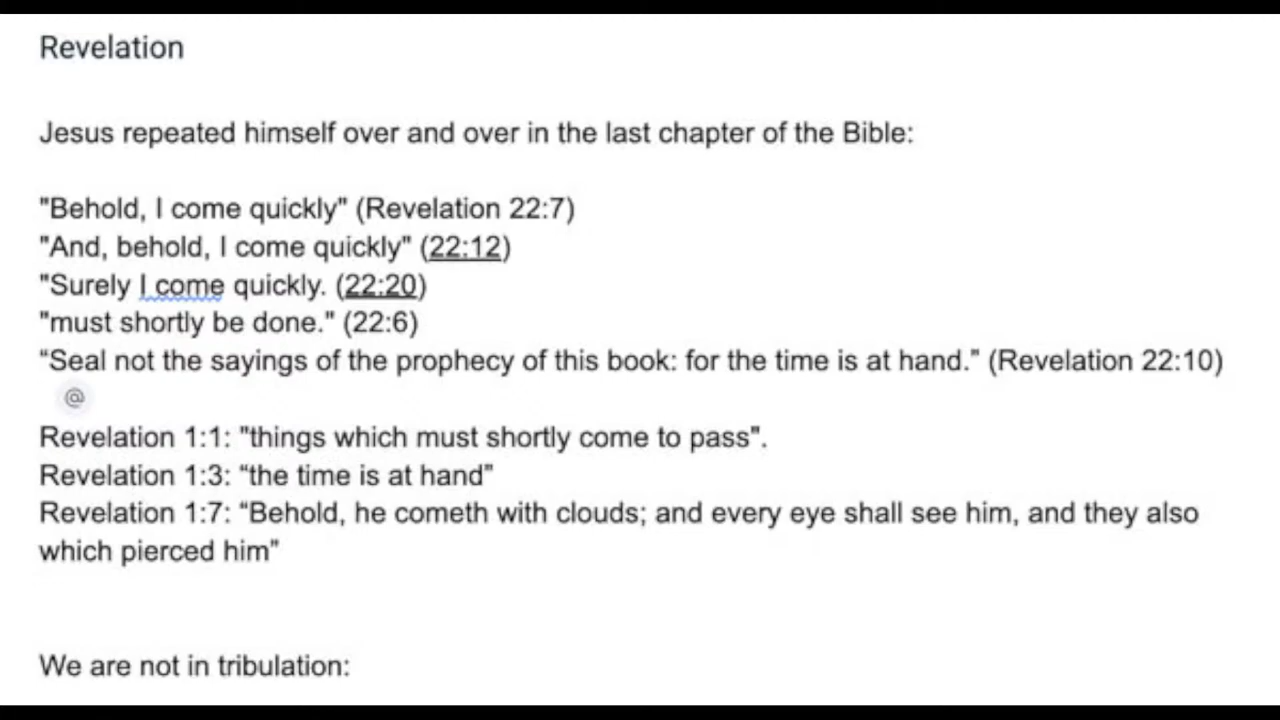 Revelation
Jesus repeated himself over and over in the last chapter of the Bible:
"Behold, I come quickly" (Revelation 22:7)
"And, behold, I come quickly" (22:12)
"Surely I come quickly. (22:20)
"must shortly be done." (22:6)
“Seal not the sayings of the prophecy of this book: for the time is at hand.” (Revelation 22:10)
@
Revelation 1:1: "things which must shortly come to pass".
Revelation 1:3: “the time is at hand”
Revelation 1:7: “Behold, he cometh with clouds; and every eye shall see him, and they also
which pierced him”
We are not in tribulation: